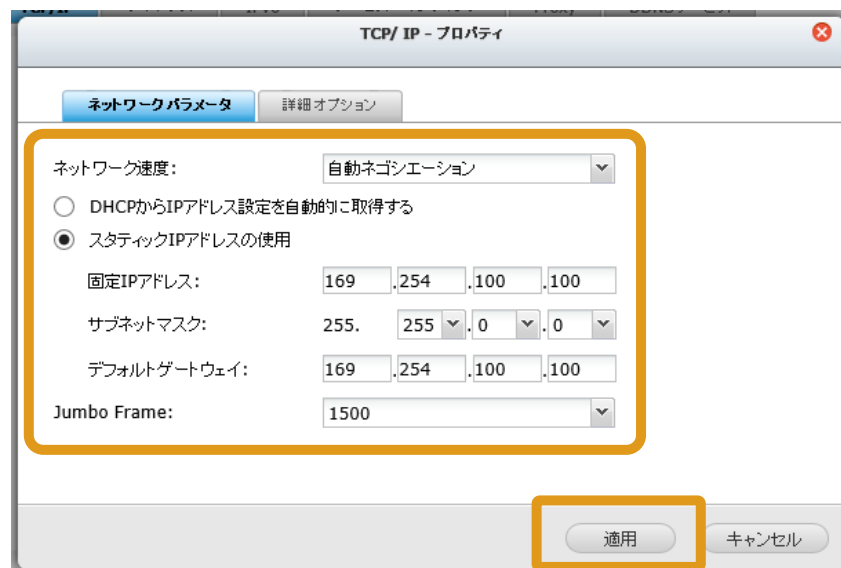 TCP/ IP - プロパティ
ネットワークパラメータ 詳細オプション
ネットワーク速度: 自動ネゴシエーション
DHCPからIPアドレス設定を自動的に取得する
スタティックIPアドレスの使用
固定IPアドレス: 169 .254 .100 .100
サブネットマスク: 255. 255 . 0 . 0
デフォルトゲートウェイ: 169 .254 .100 .100
Jumbo Frame: 1500
適用 キャンセル